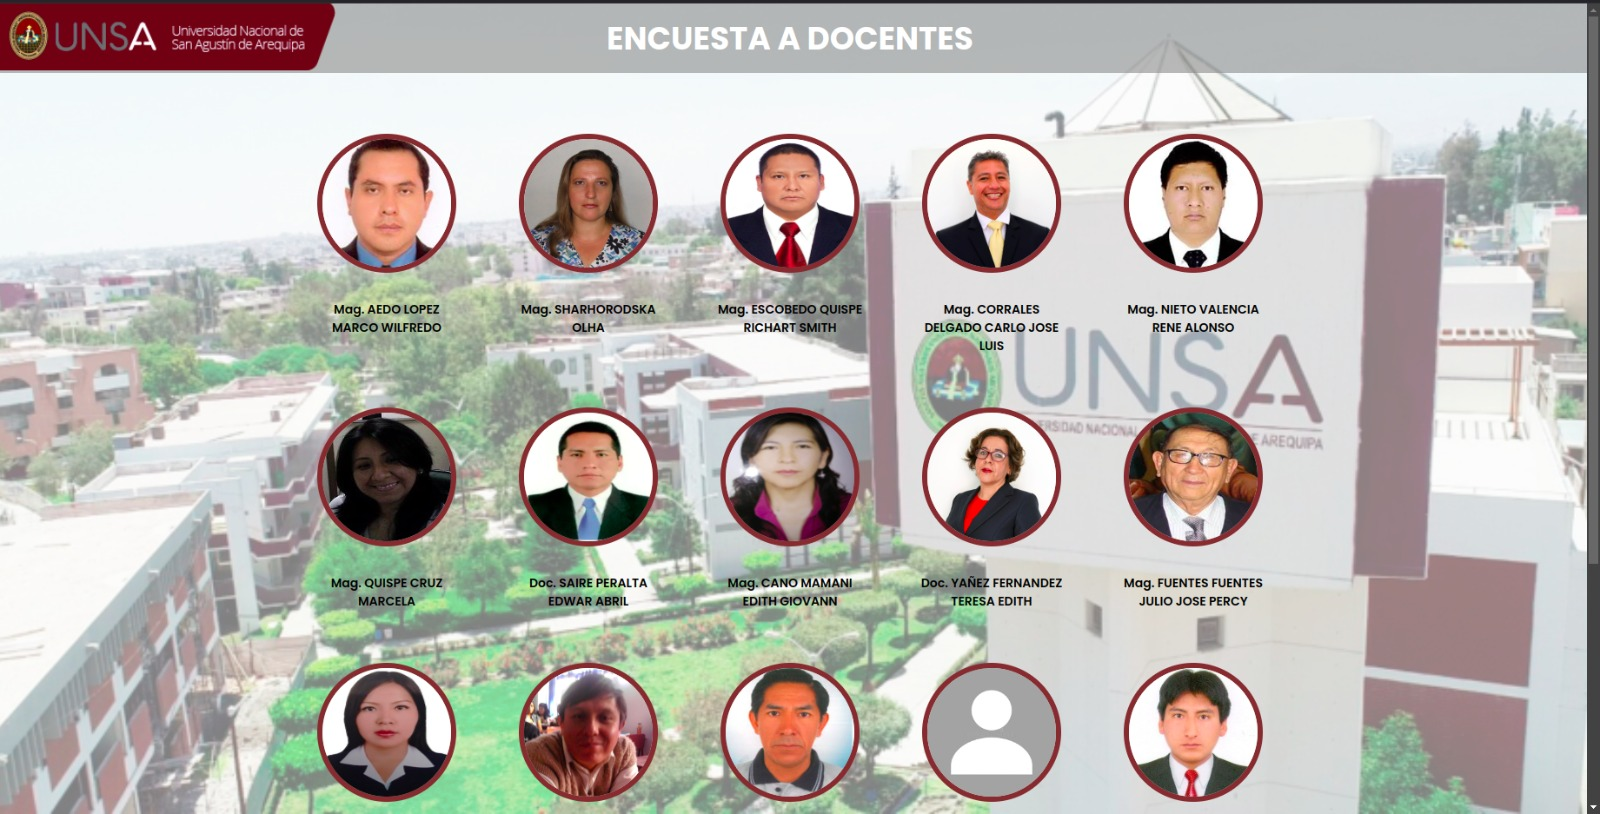 UNSA
Universidad Nacional de
San Agustín de Arequipa
ENCUESTA A DOCENTES
Mag. AEDO LOPEZ
MARCO WILFREDO
Mag. SHARHORODSKA
OLHA
Mag. ESCOBEDO QUISPE
RICHART SMITH
Mag. CORRALES
DELGADO CARLO JOSE
LUIS
Mag. NIETO VALENCIA
RENE ALONSO
UNSA
NACIONAL
DE AREQUIPA
Mag. QUISPE CRUZ
MARCELA
Doc. SAIRE PERALTA
EDWAR ABRIL
Mag. CANO MAMANI
EDITH GIOVANN
Doc. YAÑEZ FERNANDEZ
TERESA EDITH
Mag. FUENTES FUENTES
JULIO JOSE PERCY